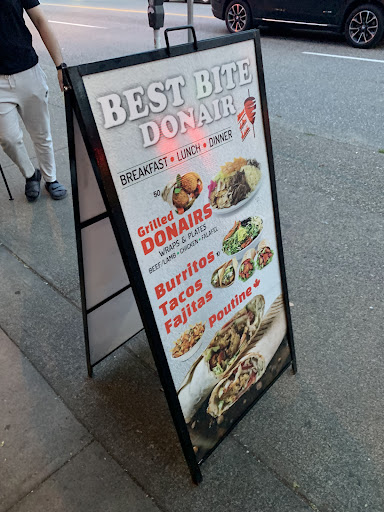 BEST BITE
DONAIR
BREAKFAST • LUNCH • DINNER
Grilled
DONAIRS
WRAPS & PLATES
BEEF/LAMB • CHICKEN • FALAFEL
Burritos
Tacos
Fajitas
Poutine